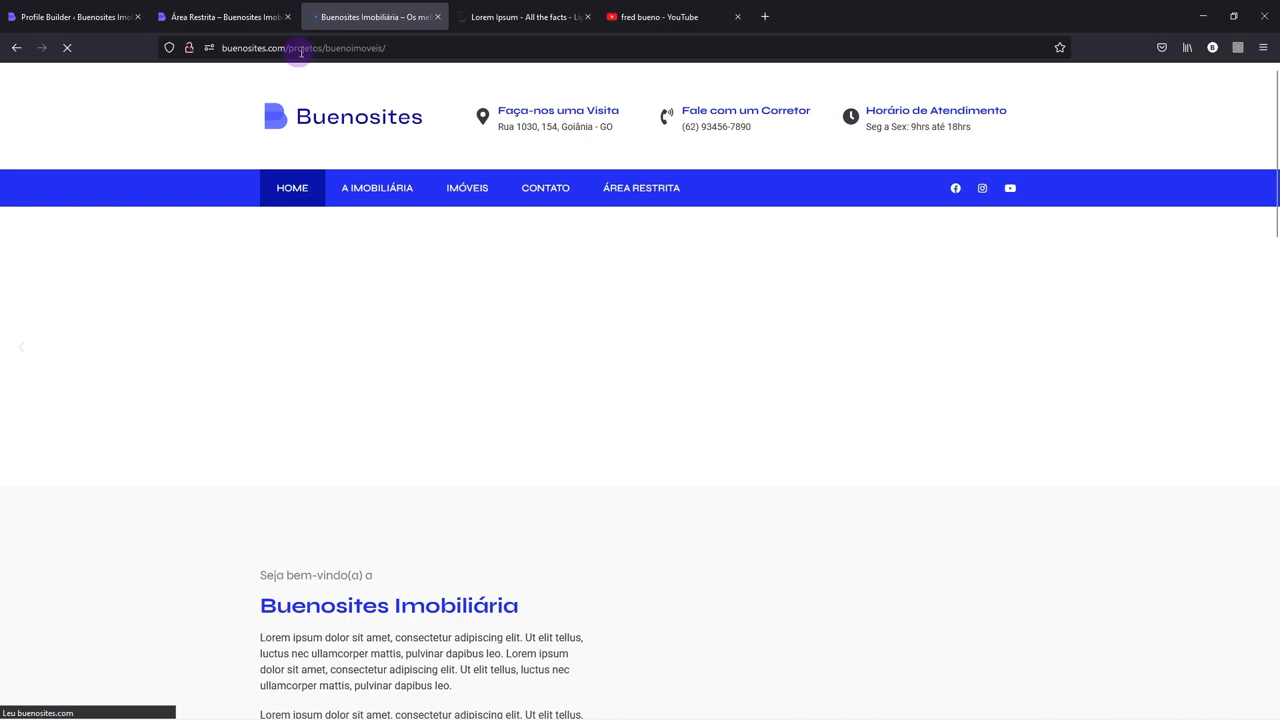 Profile Builder ‹ Buenosites Imo
Área Restrita – Buenosites Imob
Buenosites Imobiliária – Os mel
Lorem Ipsum - All the facts - Li
fred bueno - YouTube
buenosites.com/projetos/buenoimoveis/
Buenosites
Faça-nos uma Visita
Rua 1030, 154, Goiânia - GO
Fale com um Corretor
(62) 93456-7890
Horário de Atendimento
Seg a Sex: 9hrs até 18hrs
HOME
A IMOBILIÁRIA
IMÓVEIS
CONTATO
ÁREA RESTRITA
Seja bem-vindo(a) a
Buenosites Imobiliária
Lorem ipsum dolor sit amet, consectetur adipiscing elit. Ut elit tellus,
luctus nec ullamcorper mattis, pulvinar dapibus leo. Lorem ipsum
dolor sit amet, consectetur adipiscing elit. Ut elit tellus, luctus nec
ullamcorper mattis, pulvinar dapibus leo.
Lorem ipsum dolor sit amet, consectetur adipiscing elit. Ut elit tellus,
Leu buenosites.com